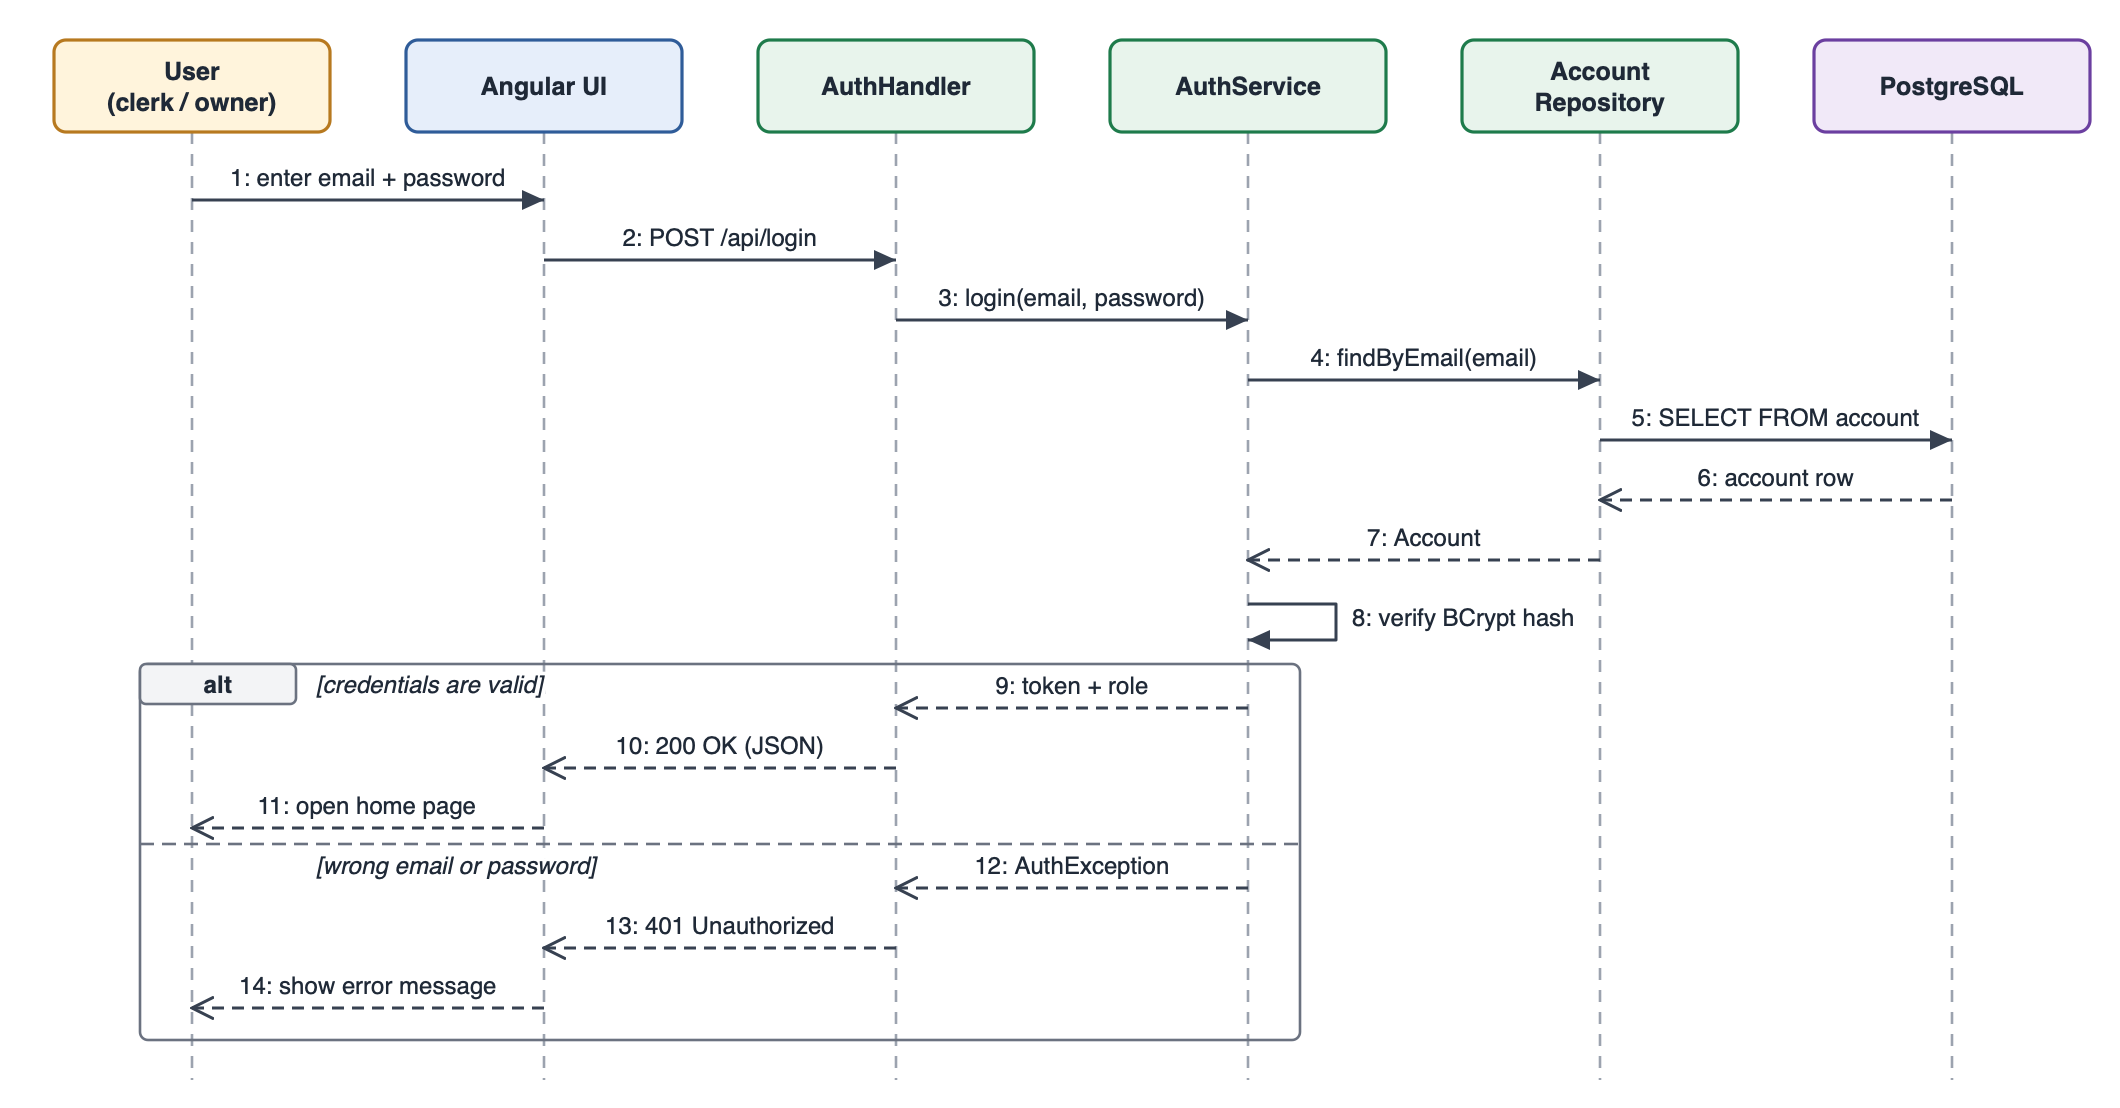 User
(clerk / owner)
Angular UI
AuthHandler
AuthService
Account
Repository
PostgreSQL
1: enter email + password
2: POST /api/login
3: login(email, password)
4: findByEmail(email)
5: SELECT FROM account
6: account row
7: Account
8: verify BCrypt hash
alt
[credentials are valid]
9: token + role
10: 200 OK (JSON)
11: open home page
[wrong email or password]
12: AuthException
13: 401 Unauthorized
14: show error message